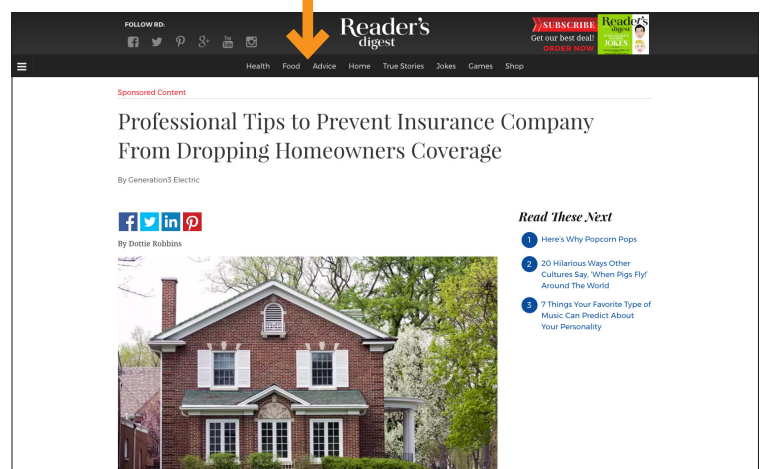 FOLLOW RD:
Reader's
digest
SUBSCRIBE
Get our best deal!
ORDER NOW
Reader's
digest
JOKES
Health Food Advice Home True Stories Jokes Games Shop
Sponsored Content
Professional Tips to Prevent Insurance Company
From Dropping Homeowners Coverage
By Generation3 Electric
By Dottie Robbins
Read These Next
1 Here's Why Popcorn Pops
2 20 Hilarious Ways Other
Cultures Say, 'When Pigs Fly!'
Around The World
3 7 Things Your Favorite Type of
Music Can Predict About
Your Personality